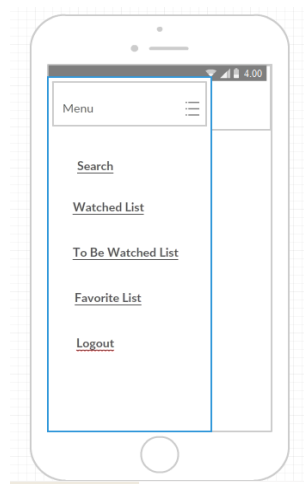 4.00
Menu
Search
Watched List
To Be Watched List
Favorite List
Logout